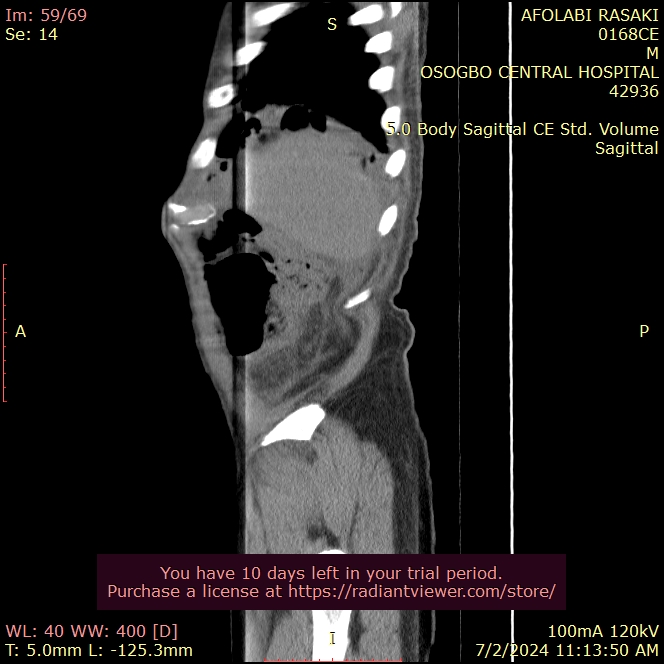 Im: 59/69
Se: 14
S
AFOLABI RASAKI
0168CE
M
OSOGBO CENTRAL HOSPITAL
42936
5.0 Body Sagittal CE Std. Volume
Sagittal
A
P
You have 10 days left in your trial period.
Purchase a license at https://radiantviewer.com/store/
WL: 40 WW: 400 [D]
T: 5.0mm L: -125.3mm
I
100mA 120kV
7/2/2024 11:13:50 AM